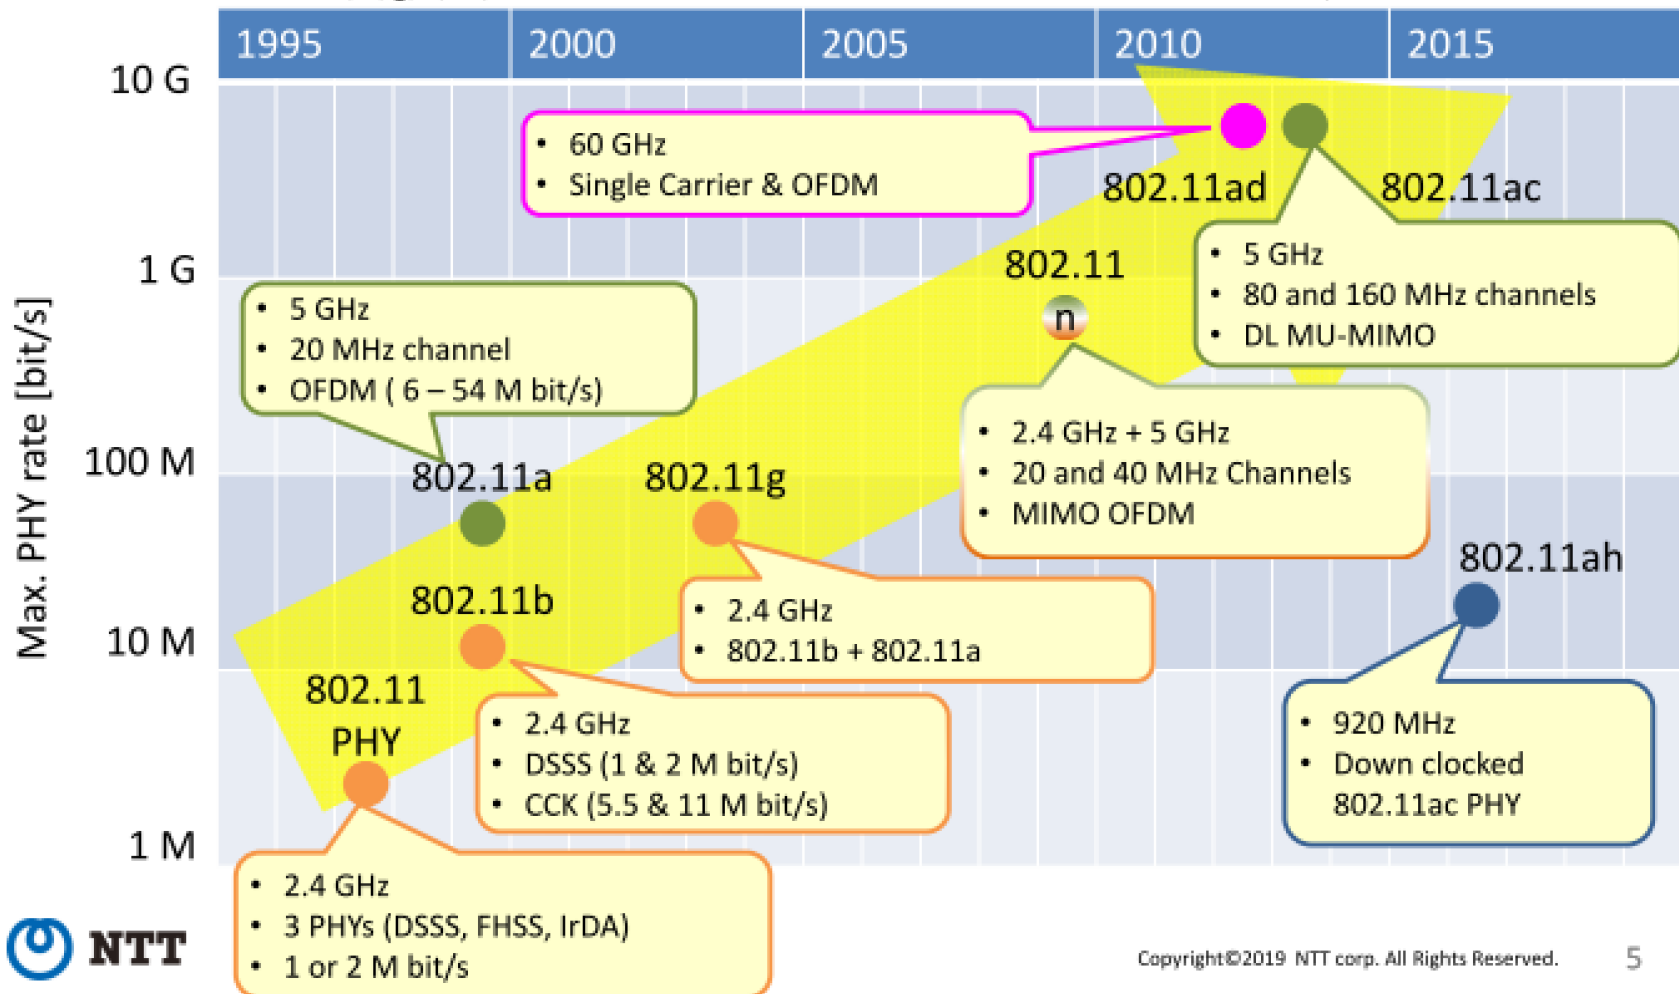 1995
2000
2005
2010
2015
Max. PHY rate [bit/s]
10 G
1 G
100 M
10 M
1 M
• 60 GHz
• Single Carrier & OFDM
802.11ad
802.11ac
• 5 GHz
• 80 and 160 MHz channels
• DL MU-MIMO
802.11
n
• 5 GHz
• 20 MHz channel
• OFDM ( 6 – 54 M bit/s)
• 2.4 GHz + 5 GHz
• 20 and 40 MHz Channels
• MIMO OFDM
802.11a
802.11g
802.11ah
802.11b
• 2.4 GHz
• 802.11b + 802.11a
802.11
PHY
• 2.4 GHz
• DSSS (1 & 2 M bit/s)
• CCK (5.5 & 11 M bit/s)
• 920 MHz
• Down clocked
802.11ac PHY
• 2.4 GHz
• 3 PHYs (DSSS, FHSS, IrDA)
• 1 or 2 M bit/s
NTT
Copyright©2019 NTT corp. All Rights Reserved.
5